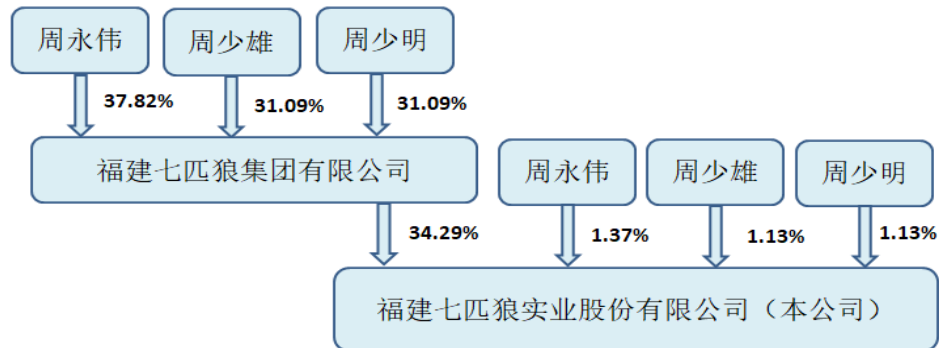 周永伟 周少雄 周少明
37.82% 31.09% 31.09%
福建七匹狼集团有限公司 周永伟 周少雄 周少明
34.29% 1.37% 1.13% 1.13%
福建七匹狼实业股份有限公司（本公司）